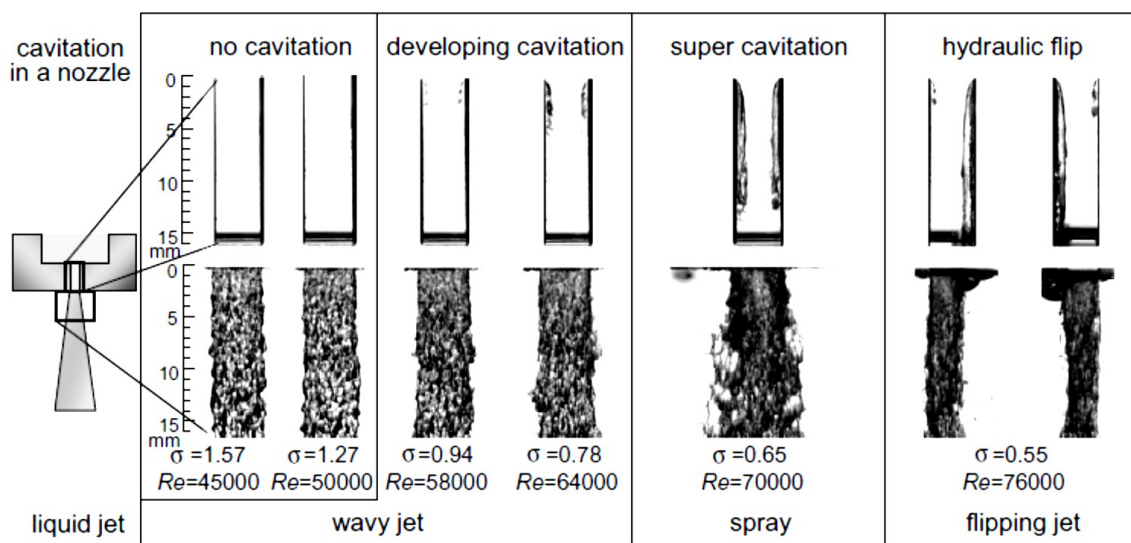 cavitation
in a nozzle
no cavitation
developing cavitation
super cavitation
hydraulic flip
0
5
10
15
mm
0
5
10
15
mm
σ =1.57
Re=45000
σ =1.27
Re=50000
σ=0.94
Re=58000
σ =0.78
Re=64000
σ =0.65
Re=70000
σ =0.55
Re=76000
liquid jet
wavy jet
spray
flipping jet